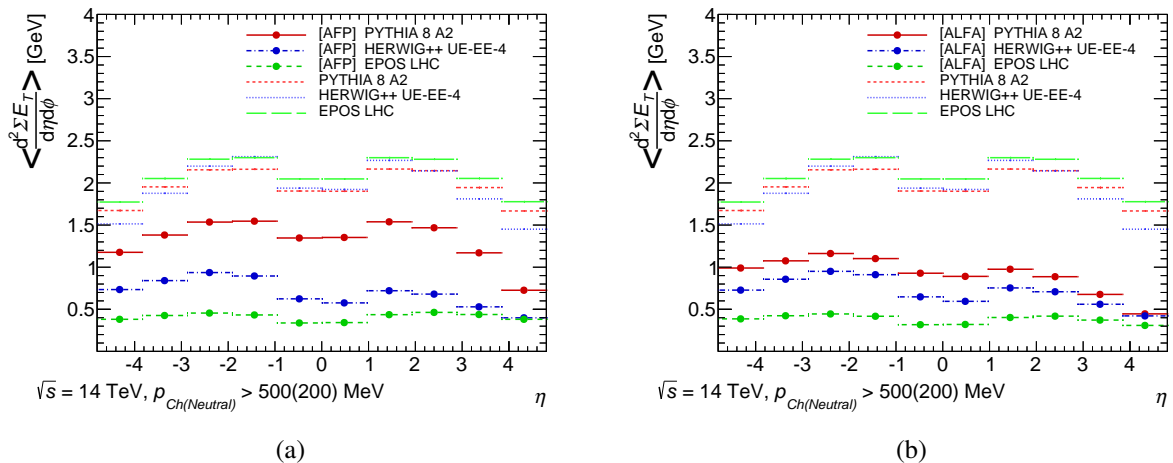 ⟨d²ΣE_T/dηdφ⟩ [GeV]
4
3.5
3
2.5
2
1.5
1
0.5
[AFP] PYTHIA 8 A2
[AFP] HERWIG++ UE-EE-4
[AFP] EPOS LHC
PYTHIA 8 A2
HERWIG++ UE-EE-4
EPOS LHC
-4 -3 -2 -1 0 1 2 3 4
√s = 14 TeV, p_Ch(Neutral) > 500(200) MeV η
(a)
⟨d²ΣE_T/dηdφ⟩ [GeV]
4
3.5
3
2.5
2
1.5
1
0.5
[ALFA] PYTHIA 8 A2
[ALFA] HERWIG++ UE-EE-4
[ALFA] EPOS LHC
PYTHIA 8 A2
HERWIG++ UE-EE-4
EPOS LHC
-4 -3 -2 -1 0 1 2 3 4
√s = 14 TeV, p_Ch(Neutral) > 500(200) MeV η
(b)